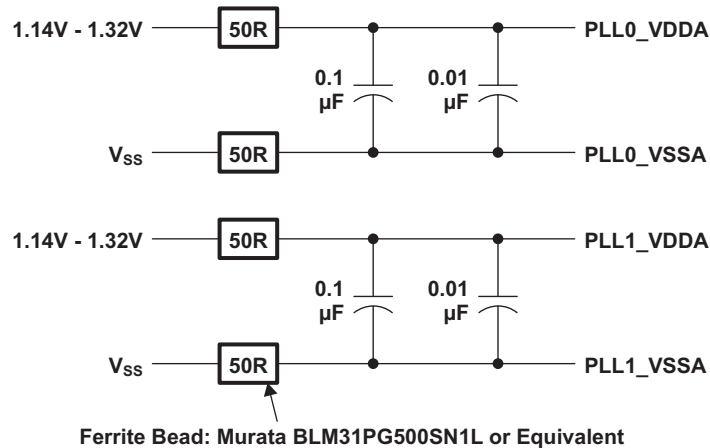 1.14V - 1.32V 50R PLL0_VDDA
0.1 µF 0.01 µF
VSS 50R PLL0_VSSA
1.14V - 1.32V 50R PLL1_VDDA
0.1 µF 0.01 µF
VSS 50R PLL1_VSSA
Ferrite Bead: Murata BLM31PG500SN1L or Equivalent